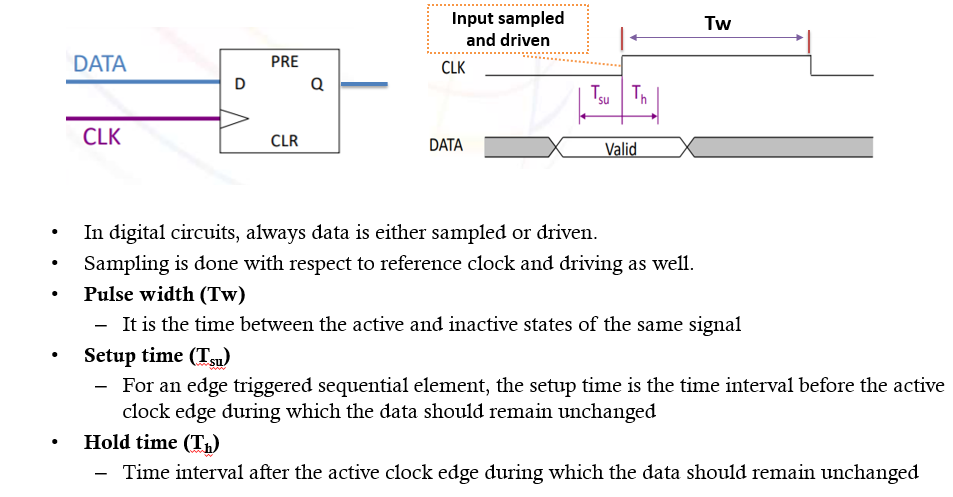 DATA
CLK
D
PRE
Q
CLR
Input sampled
and driven
Tw
CLK
Tsu
Th
DATA
Valid
• In digital circuits, always data is either sampled or driven.
• Sampling is done with respect to reference clock and driving as well.
• Pulse width (Tw)
– It is the time between the active and inactive states of the same signal
• Setup time (Tsu)
– For an edge triggered sequential element, the setup time is the time interval before the active
clock edge during which the data should remain unchanged
• Hold time (Th)
– Time interval after the active clock edge during which the data should remain unchanged